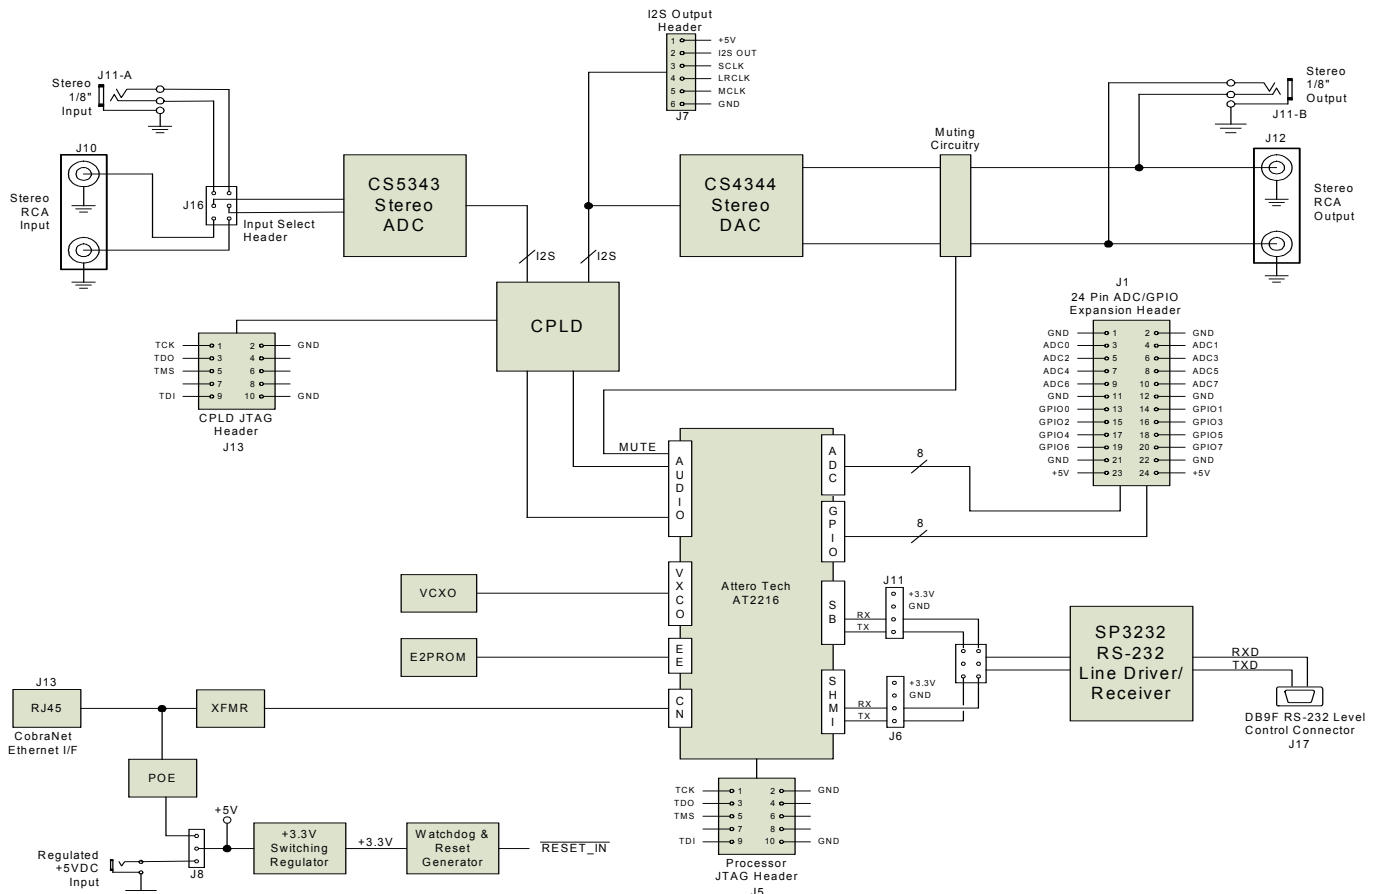 I2S Output
Header
1 +5V
2 I2S OUT
3 SCLK
4 LRCLK
5 MCLK
6 GND
J7
J11-A
Stereo
1/8"
Input
J10
Stereo
RCA
Input
J16
Input Select
Header
CS5343
Stereo
ADC
I2S
I2S
CS4344
Stereo
DAC
Muting
Circuitry
Stereo
1/8"
Output
J11-B
J12
Stereo
RCA
Output
CPLD
TCK 1 2 GND
TDO 3 4
TMS 5 6
7 8
TDI 9 10 GND
CPLD JTAG
Header
J13
J1
24 Pin ADC/GPIO
Expansion Header
GND 1 2 GND
ADC0 3 4 ADC1
ADC2 5 6 ADC3
ADC4 7 8 ADC5
ADC6 9 10 ADC7
GND 11 12 GND
GPIO0 13 14 GPIO1
GPIO2 15 16 GPIO3
GPIO4 17 18 GPIO5
GPIO6 19 20 GPIO7
GND 21 22 GND
+5V 23 24 +5V
MUTE
AUDIO
VXCO
EE
CN
ADC
GPIO
SB
SHMI
8
8
Attero Tech
AT2216
VCXO
E2PROM
J11
+3.3V
GND
RX
TX
+3.3V
GND
RX
TX
J6
SP3232
RS-232
Line Driver/
Receiver
RXD
TXD
DB9F RS-232 Level
Control Connector
J17
J13
RJ45
CobraNet
Ethernet I/F
XFMR
POE
+5V
Regulated
+5VDC
Input
J8
+3.3V
Switching
Regulator
+3.3V
Watchdog &
Reset
Generator
RESET_IN
TCK 1 2 GND
TDO 3 4
TMS 5 6
7 8
TDI 9 10 GND
Processor
JTAG Header
J5